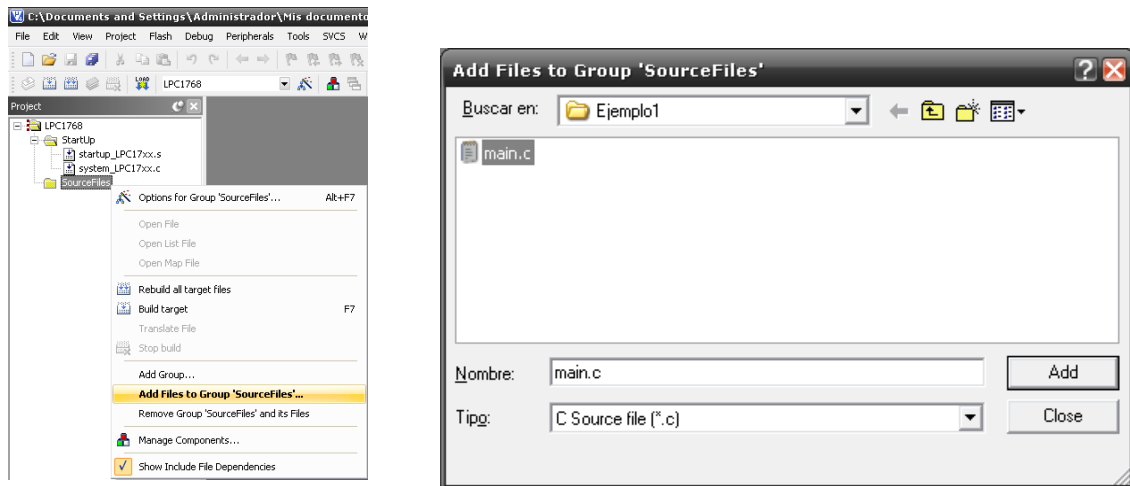 C:\Documents and Settings\Administrador\Mis documento
File Edit View Project Flash Debug Peripherals Tools SVCS W
LOAD LPC1768
Project
LPC1768
StartUp
startup_LPC17xx.s
system_LPC17xx.c
SourceFiles
Options for Group 'SourceFiles'... Alt+F7
Open File
Open List File
Open Map File
Rebuild all target files
Build target F7
Translate File
Stop build
Add Group...
Add Files to Group 'SourceFiles'...
Remove Group 'SourceFiles' and its Files
Manage Components...
Show Include File Dependencies
Add Files to Group 'SourceFiles'
Buscar en: Ejemplo1
main.c
Nombre: main.c Add
Tipo: C Source file (*.c) Close